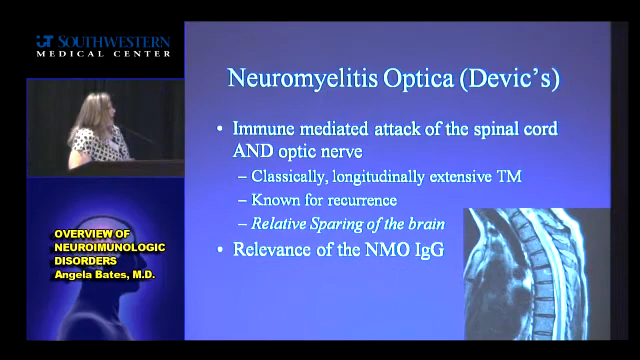 UT SOUTHWESTERN
MEDICAL CENTER
Neuromyelitis Optica (Devic's)
• Immune mediated attack of the spinal cord
AND optic nerve
– Classically, longitudinally extensive TM
– Known for recurrence
– Relative Sparing of the brain
• Relevance of the NMO IgG
OVERVIEW OF
NEUROIMUNOLOGIC
DISORDERS
Angela Bates, M.D.